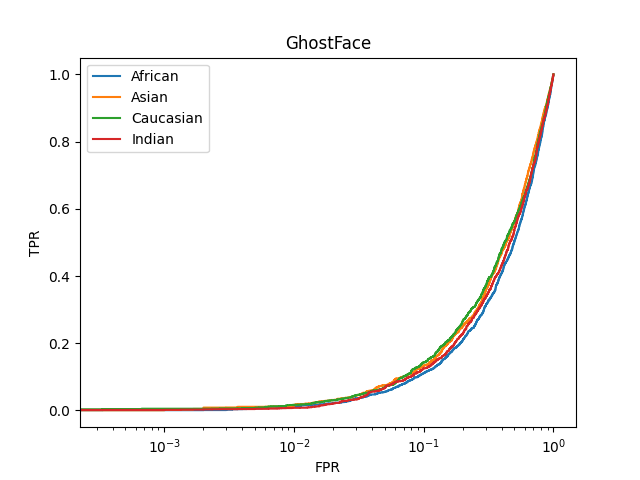 GhostFace
African
Asian
Caucasian
Indian
1.0
0.8
0.6
0.4
0.2
0.0
TPR
10⁻³
10⁻²
10⁻¹
10⁰
FPR